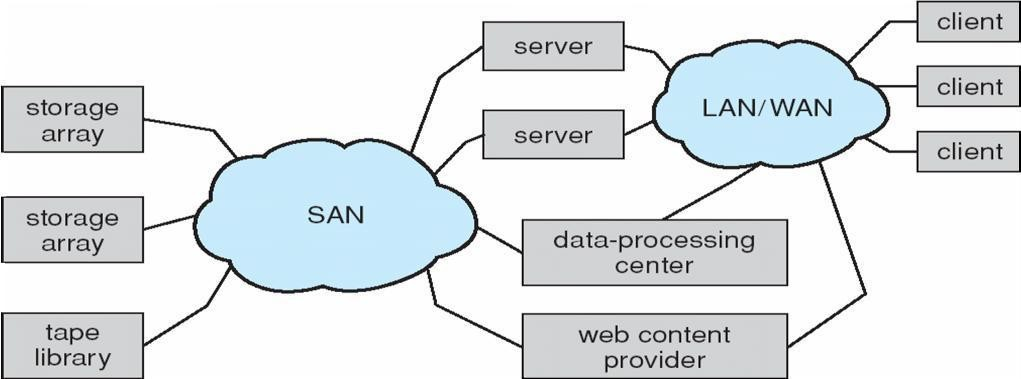 storage
array
storage
array
tape
library
SAN
server
server
data-processing
center
web content
provider
LAN/WAN
client
client
client